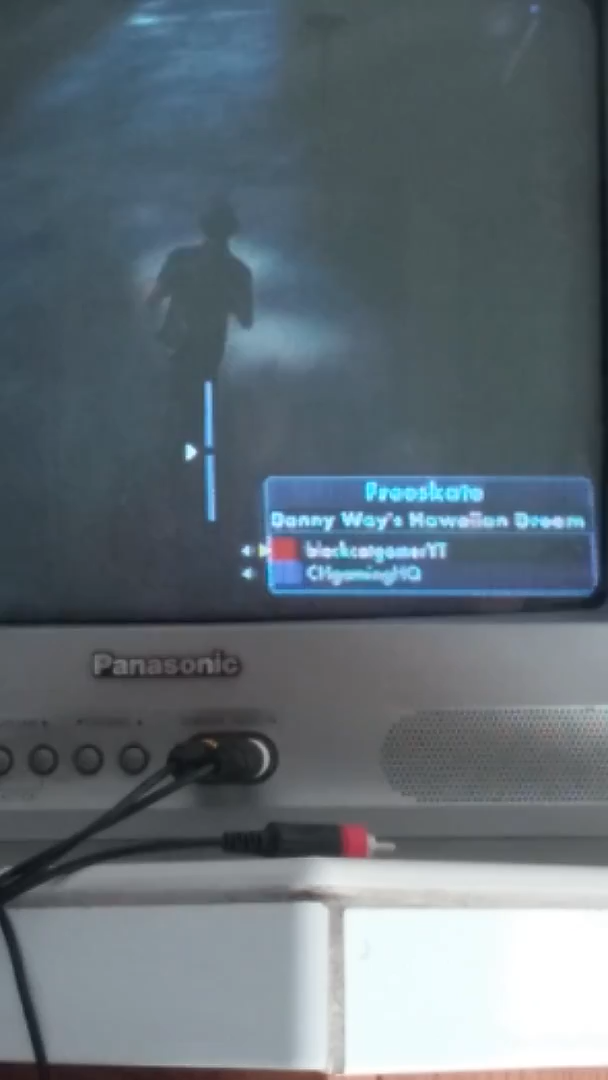 Freeskate
Danny Way's Hawaiian Dream
blackcatgamerYT
CHgamingHQ
Panasonic